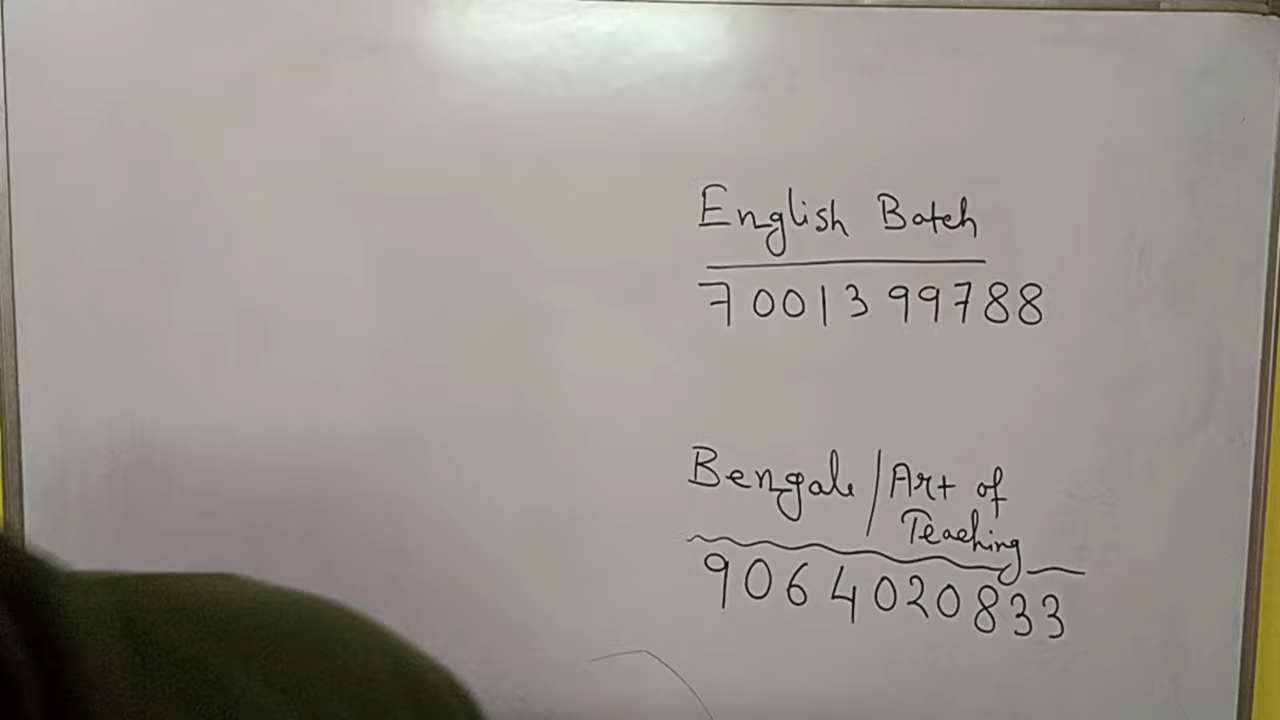 English Batch
7001399788
Bengali / Art of
Teaching
9064020833